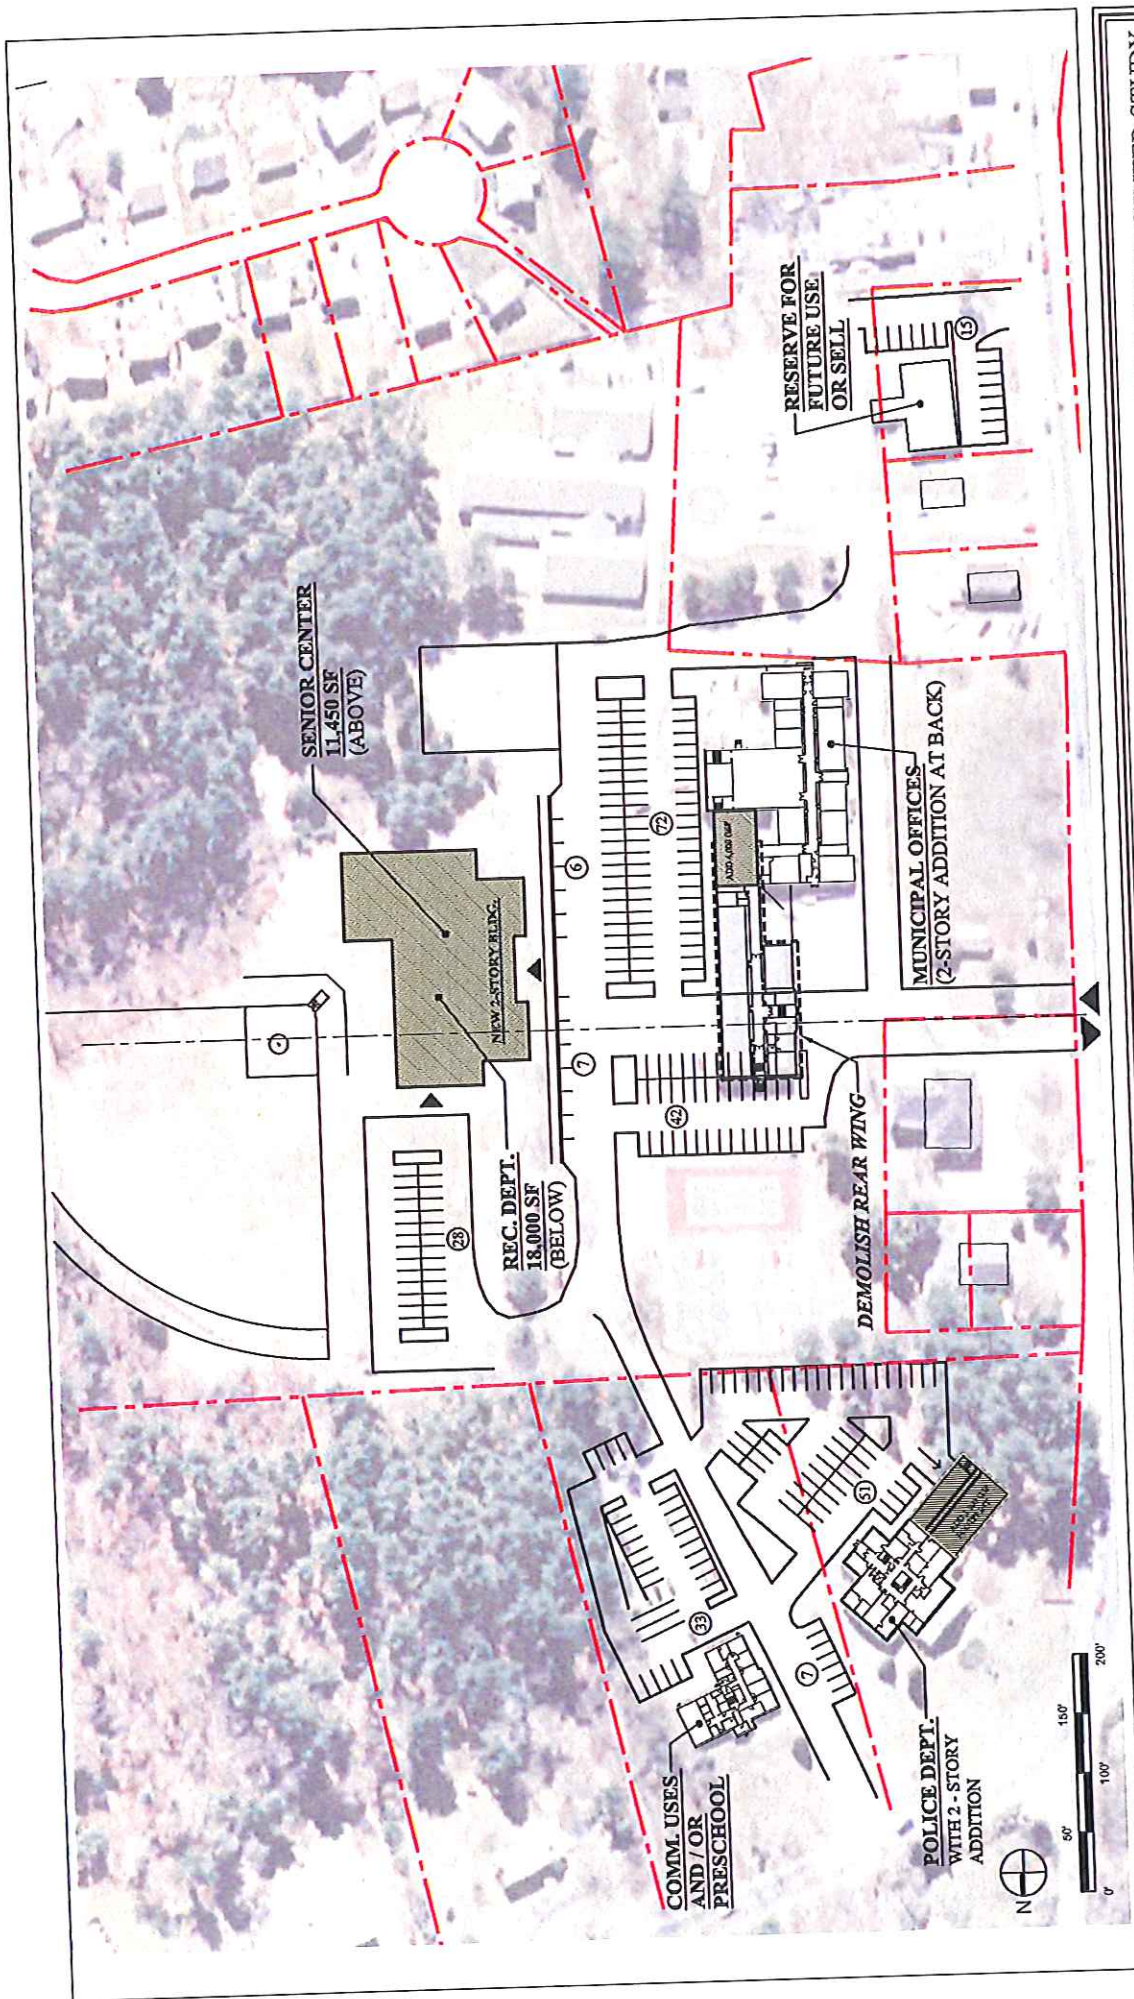 SENIOR CENTER
11,450 SF
(ABOVE)
NEW 2-STORY BLDG.
REC. DEPT.
18,000 SF
(BELOW)
28
7
6
72
42
RESERVE FOR
FUTURE USE
OR SELL
15
MUNICIPAL OFFICES
(2-STORY ADDITION AT BACK)
DEMOLISH REAR WING
COMM. USES
AND / OR
PRESCHOOL
33
7
51
POLICE DEPT.
WITH 2 - STORY
ADDITION
N
0' 50' 100' 150' 200'